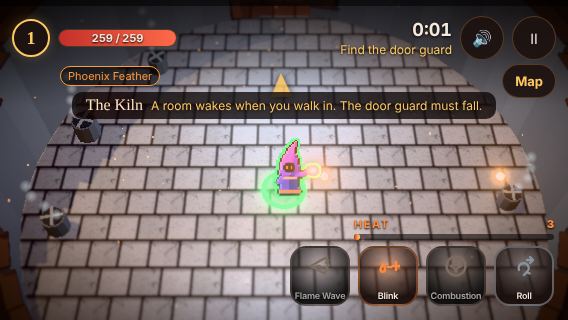 1
259 / 259
0:01
Find the door guard
Phoenix Feather
Map
The Kiln A room wakes when you walk in. The door guard must fall.
HEAT 3
Flame Wave
Blink
Combustion
Roll